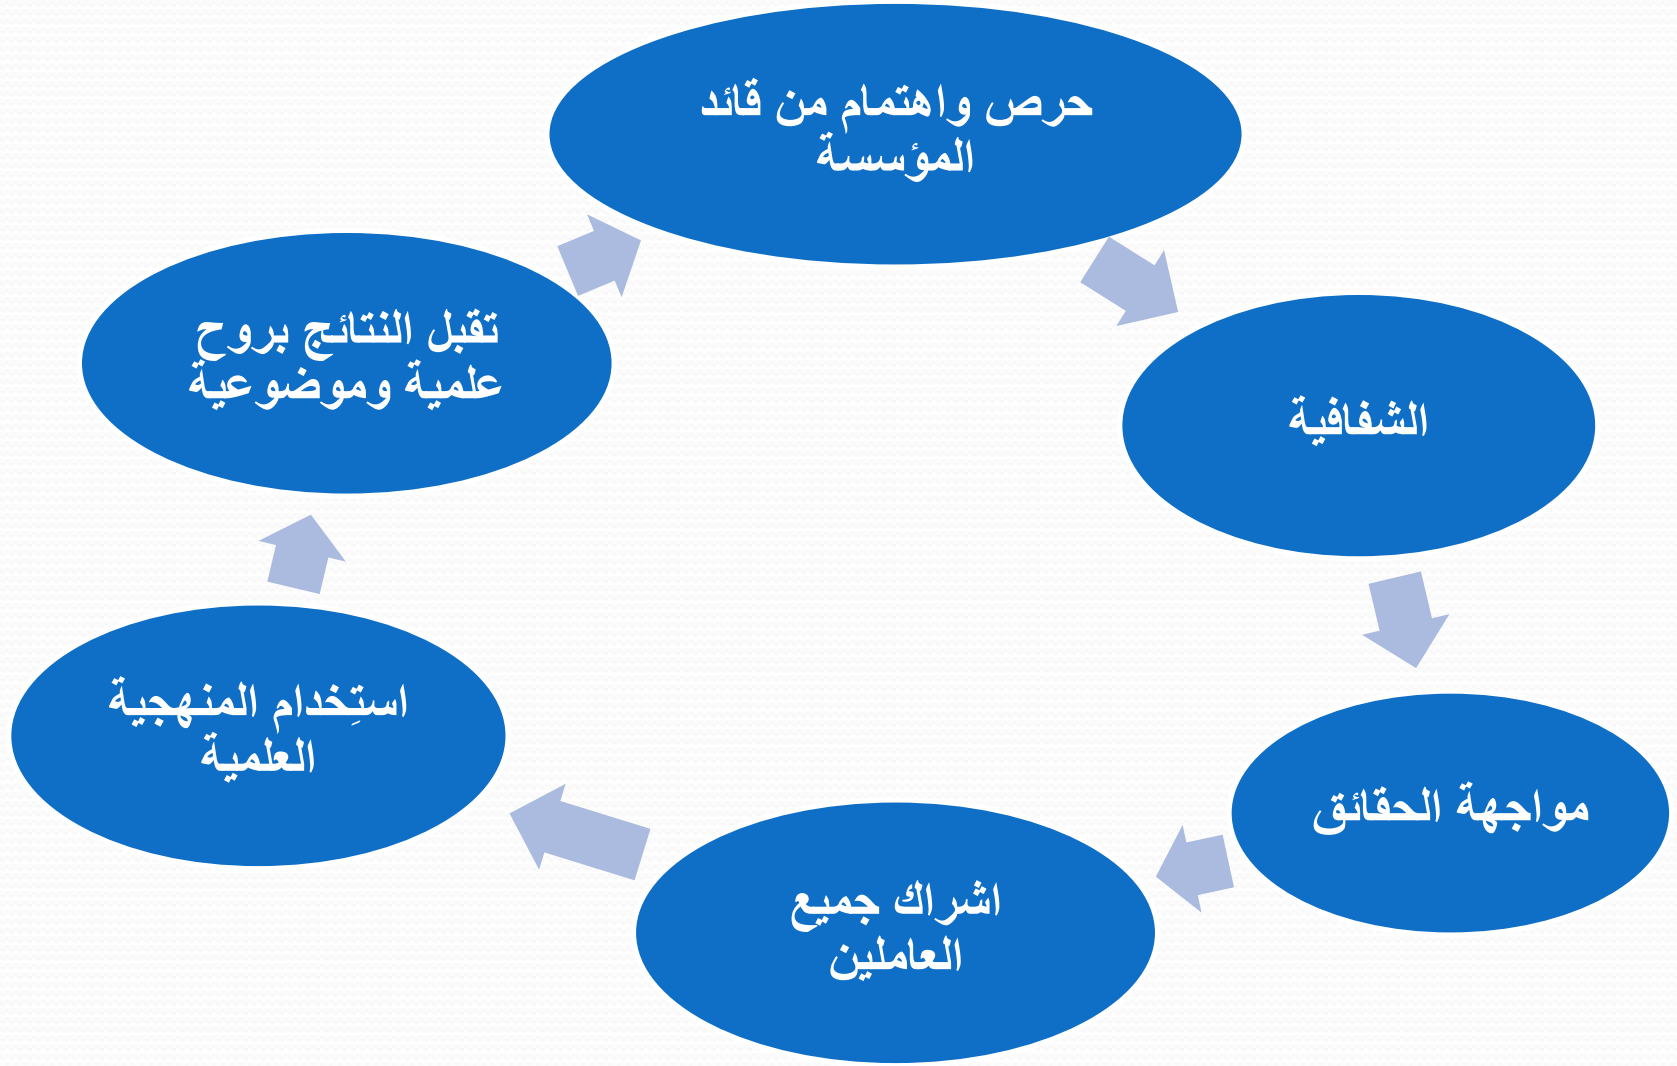 حرص واهتمام من قائد
المؤسسة
الشفافية
مواجهة الحقائق
اشراك جميع
العاملين
استِخدام المنهجية
العلمية
تقبل النتائج بروح
علمية وموضوعية